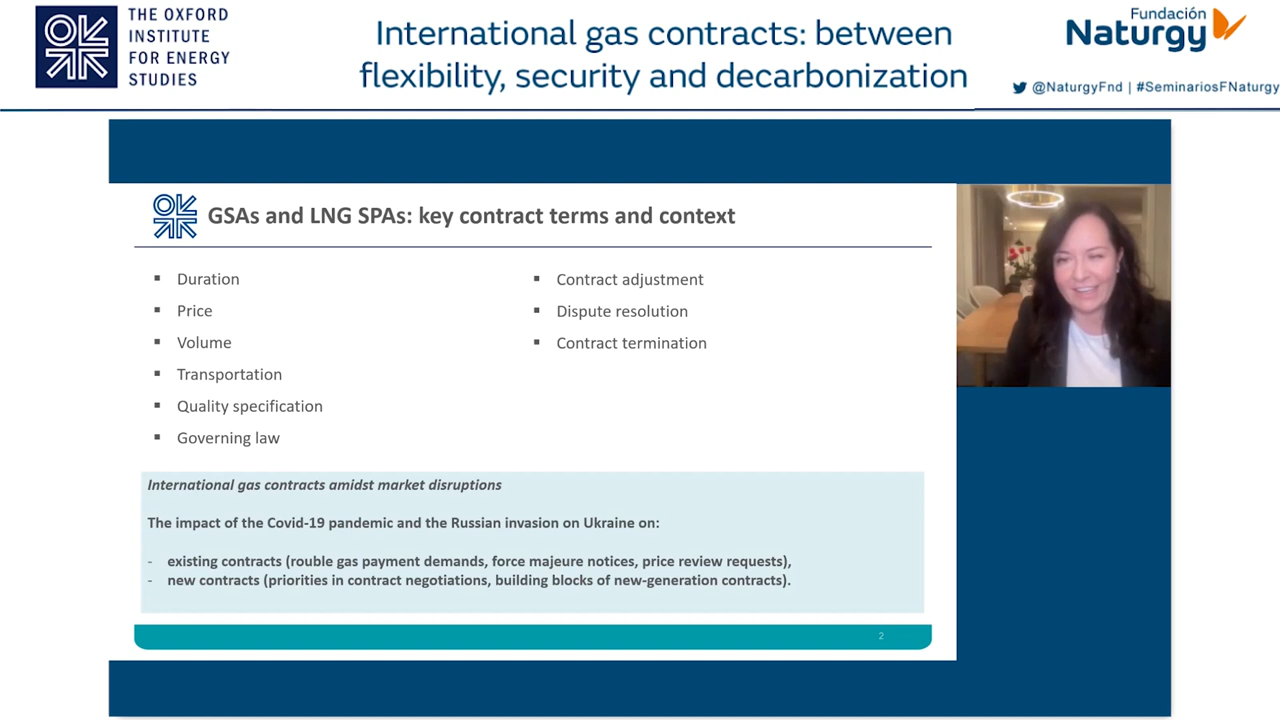 THE OXFORD
INSTITUTE
FOR ENERGY
STUDIES
International gas contracts: between
flexibility, security and decarbonization
Fundación
Naturgy
@NaturgyFnd | #SeminariosFNaturgy
GSAs and LNG SPAs: key contract terms and context
Duration
Price
Volume
Transportation
Quality specification
Governing law
Contract adjustment
Dispute resolution
Contract termination
International gas contracts amidst market disruptions
The impact of the Covid-19 pandemic and the Russian invasion on Ukraine on:
- existing contracts (rouble gas payment demands, force majeure notices, price review requests),
- new contracts (priorities in contract negotiations, building blocks of new-generation contracts).
2